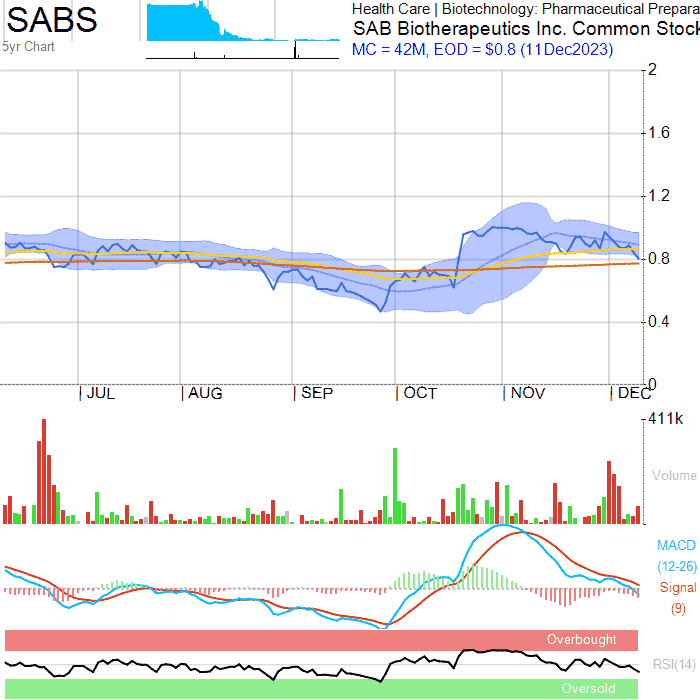 SABS
5yr Chart
Health Care | Biotechnology: Pharmaceutical Prepara
SAB Biotherapeutics Inc. Common Stock
MC = 42M, EOD = $0.8 (11Dec2023)
2
1.6
1.2
0.8
0.4
0
| JUL | AUG | SEP | OCT | NOV | DEC
411k
Volume
MACD
(12-26)
Signal
(9)
Overbought
RSI(14)
Oversold